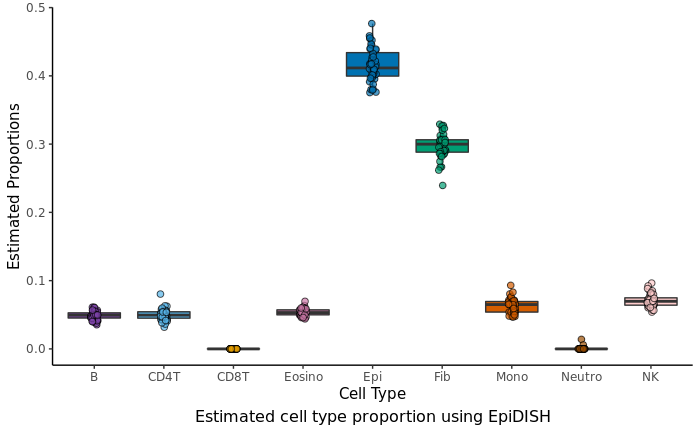 0.5
0.4
0.3
0.2
0.1
0.0
Estimated Proportions
B CD4T CD8T Eosino Epi Fib Mono Neutro NK
Cell Type
Estimated cell type proportion using EpiDISH